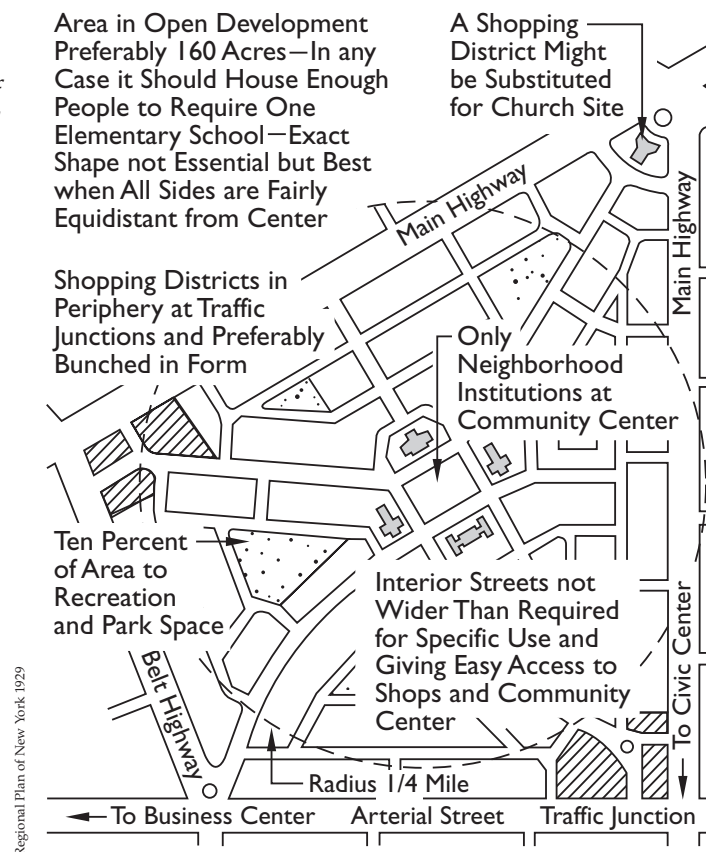 Area in Open Development
Preferably 160 Acres—In any
Case it Should House Enough
People to Require One
Elementary School—Exact
Shape not Essential but Best
when All Sides are Fairly
Equidistant from Center
A Shopping
District Might
be Substituted
for Church Site
Main Highway
Main Highway
Shopping Districts in
Periphery at Traffic
Junctions and Preferably
Bunched in Form
Only
Neighborhood
Institutions at
Community Center
Ten Percent
of Area to
Recreation
and Park Space
Interior Streets not
Wider Than Required
for Specific Use and
Giving Easy Access to
Shops and Community
Center
Belt Highway
To Civic Center
Radius 1/4 Mile
To Business Center
Arterial Street
Traffic Junction
Regional Plan of New York 1929